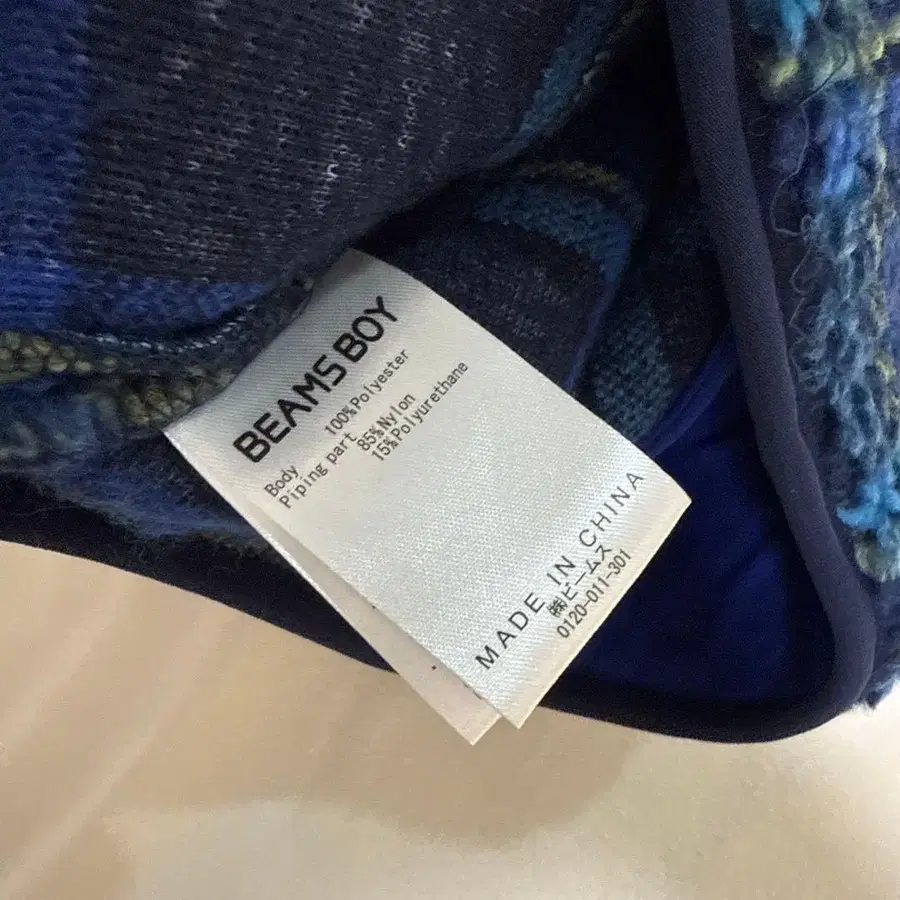 BEAMS BOY
Body 100%Polyester
Piping part 85%Nylon
15%Polyurethane
MADE IN CHINA
㈱ビームス
0120-011-301